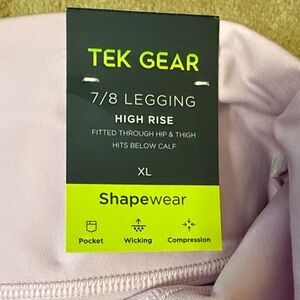 TEK GEAR
7/8 LEGGING
HIGH RISE
FITTED THROUGH HIP & THIGH
HITS BELOW CALF
XL
Shapewear
Pocket Wicking Compression